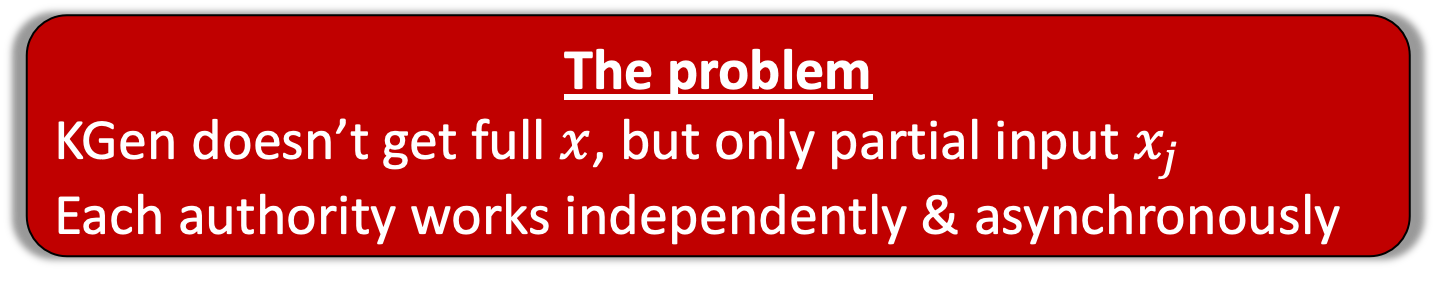 The problem
KGen doesn’t get full 𝑥, but only partial input 𝑥ⱼ
Each authority works independently & asynchronously